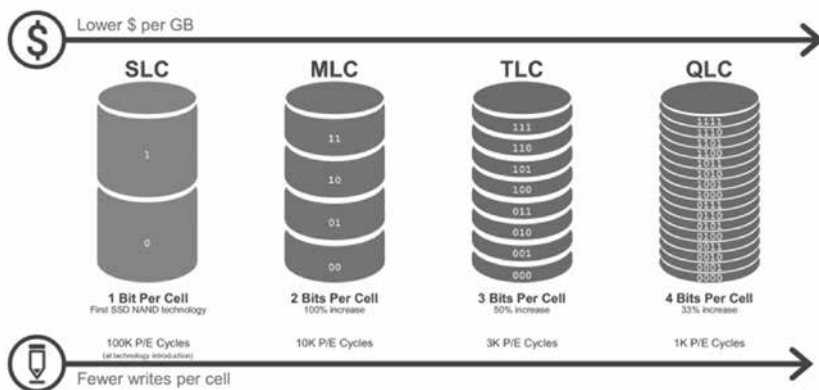 Lower $ per GB
$
SLC
MLC
TLC
QLC
1
0
11
10
01
00
111
110
101
100
011
010
001
000
1111
1110
1101
1100
1011
1010
1001
1000
0111
0110
0101
0100
0011
0010
0001
0000
1 Bit Per Cell
First SSD NAND technology
2 Bits Per Cell
100% increase
3 Bits Per Cell
50% increase
4 Bits Per Cell
33% increase
100K P/E Cycles
(at technology introduction)
10K P/E Cycles
3K P/E Cycles
1K P/E Cycles
Fewer writes per cell